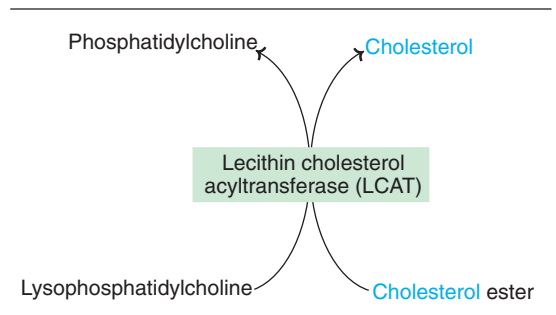 Phosphatidylcholine
Cholesterol
Lecithin cholesterol
acyltransferase (LCAT)
Lysophosphatidylcholine
Cholesterol ester